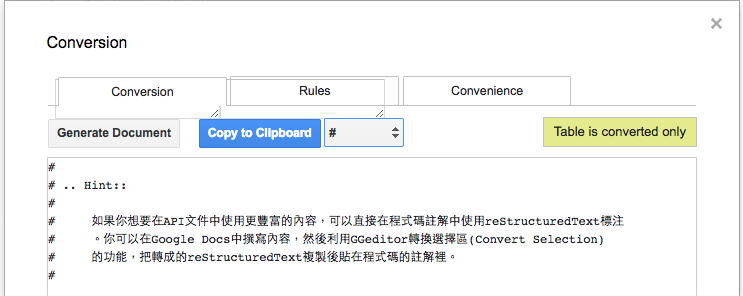 ×
Conversion
Conversion
Rules
Convenience
Generate Document
Copy to Clipboard
#
Table is converted only
#
# .. Hint::
#
#     如果你想要在API文件中使用更豐富的內容，可以直接在程式碼註解中使用reStructuredText標注
#     。你可以在Google Docs中撰寫內容，然後利用GGeditor轉換選擇區(Convert Selection)
#     的功能，把轉成的reStructuredText複製後貼在程式碼的註解裡。
#